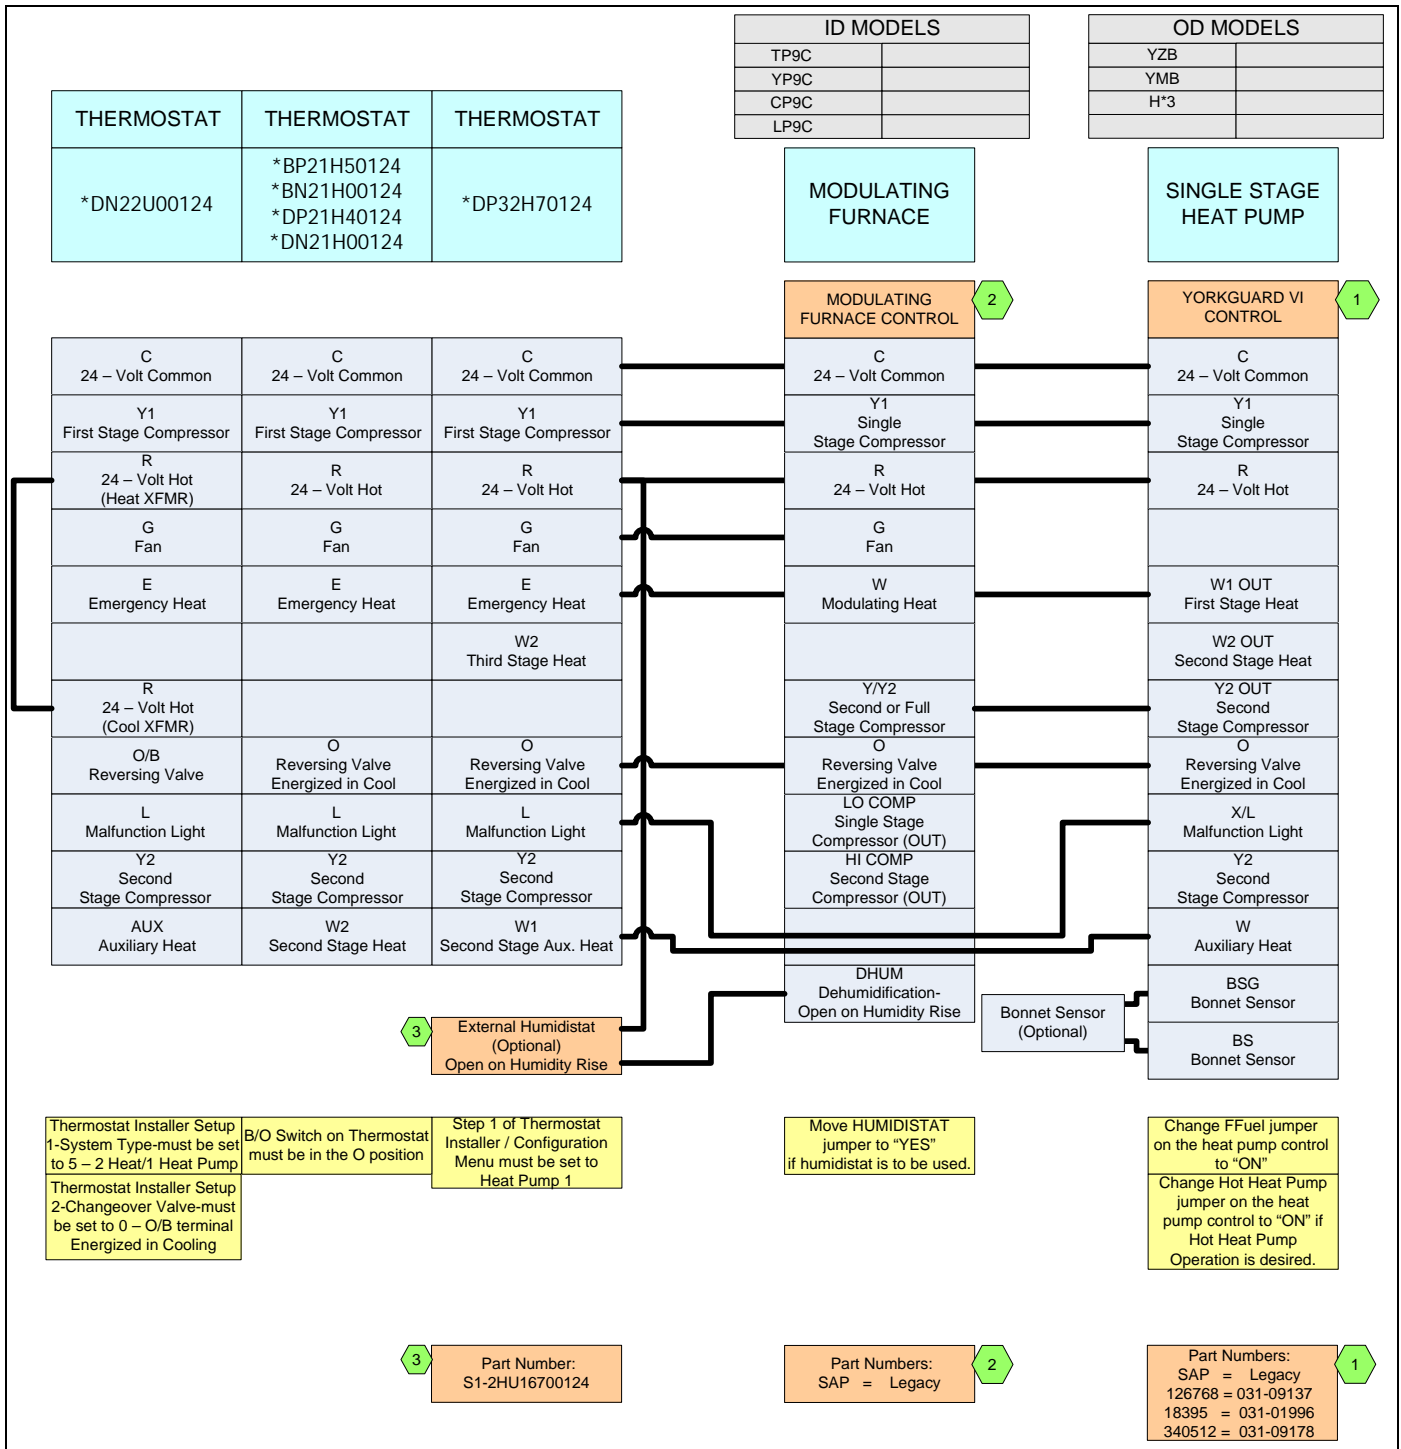 ID MODELS
TP9C
YP9C
CP9C
LP9C
OD MODELS
YZB
YMB
H*3
THERMOSTAT
*DN22U00124
THERMOSTAT
*BP21H50124
*BN21H00124
*DP21H40124
*DN21H00124
THERMOSTAT
*DP32H70124
MODULATING
FURNACE
SINGLE STAGE
HEAT PUMP
MODULATING
FURNACE CONTROL
2
YORKGUARD VI
CONTROL
1
C
24 – Volt Common
Y1
First Stage Compressor
R
24 – Volt Hot
(Heat XFMR)
G
Fan
E
Emergency Heat
R
24 – Volt Hot
(Cool XFMR)
O/B
Reversing Valve
L
Malfunction Light
Y2
Second
Stage Compressor
AUX
Auxiliary Heat
C
24 – Volt Common
Y1
First Stage Compressor
R
24 – Volt Hot
G
Fan
E
Emergency Heat
O
Reversing Valve
Energized in Cool
L
Malfunction Light
Y2
Second
Stage Compressor
W2
Second Stage Heat
C
24 – Volt Common
Y1
First Stage Compressor
R
24 – Volt Hot
G
Fan
E
Emergency Heat
W2
Third Stage Heat
O
Reversing Valve
Energized in Cool
L
Malfunction Light
Y2
Second
Stage Compressor
W1
Second Stage Aux. Heat
3
External Humidistat
(Optional)
Open on Humidity Rise
C
24 – Volt Common
Y1
Single
Stage Compressor
R
24 – Volt Hot
G
Fan
W
Modulating Heat
Y/Y2
Second or Full
Stage Compressor
O
Reversing Valve
Energized in Cool
LO COMP
Single Stage
Compressor (OUT)
HI COMP
Second Stage
Compressor (OUT)
DHUM
Dehumidification-
Open on Humidity Rise
C
24 – Volt Common
Y1
Single
Stage Compressor
R
24 – Volt Hot
W1 OUT
First Stage Heat
W2 OUT
Second Stage Heat
Y2 OUT
Second
Stage Compressor
O
Reversing Valve
Energized in Cool
X/L
Malfunction Light
Y2
Second
Stage Compressor
W
Auxiliary Heat
BSG
Bonnet Sensor
BS
Bonnet Sensor
Bonnet Sensor
(Optional)
Thermostat Installer Setup
1-System Type-must be set
to 5 – 2 Heat/1 Heat Pump
Thermostat Installer Setup
2-Changeover Valve-must
be set to 0 – O/B terminal
Energized in Cooling
B/O Switch on Thermostat
must be in the O position
Step 1 of Thermostat
Installer / Configuration
Menu must be set to
Heat Pump 1
Move HUMIDISTAT
jumper to “YES”
if humidistat is to be used.
Change FFuel jumper
on the heat pump control
to “ON”
Change Hot Heat Pump
jumper on the heat
pump control to “ON” if
Hot Heat Pump
Operation is desired.
3
Part Number:
S1-2HU16700124
Part Numbers:
SAP = Legacy
2
Part Numbers:
SAP = Legacy
126768 = 031-09137
18395 = 031-01996
340512 = 031-09178
1